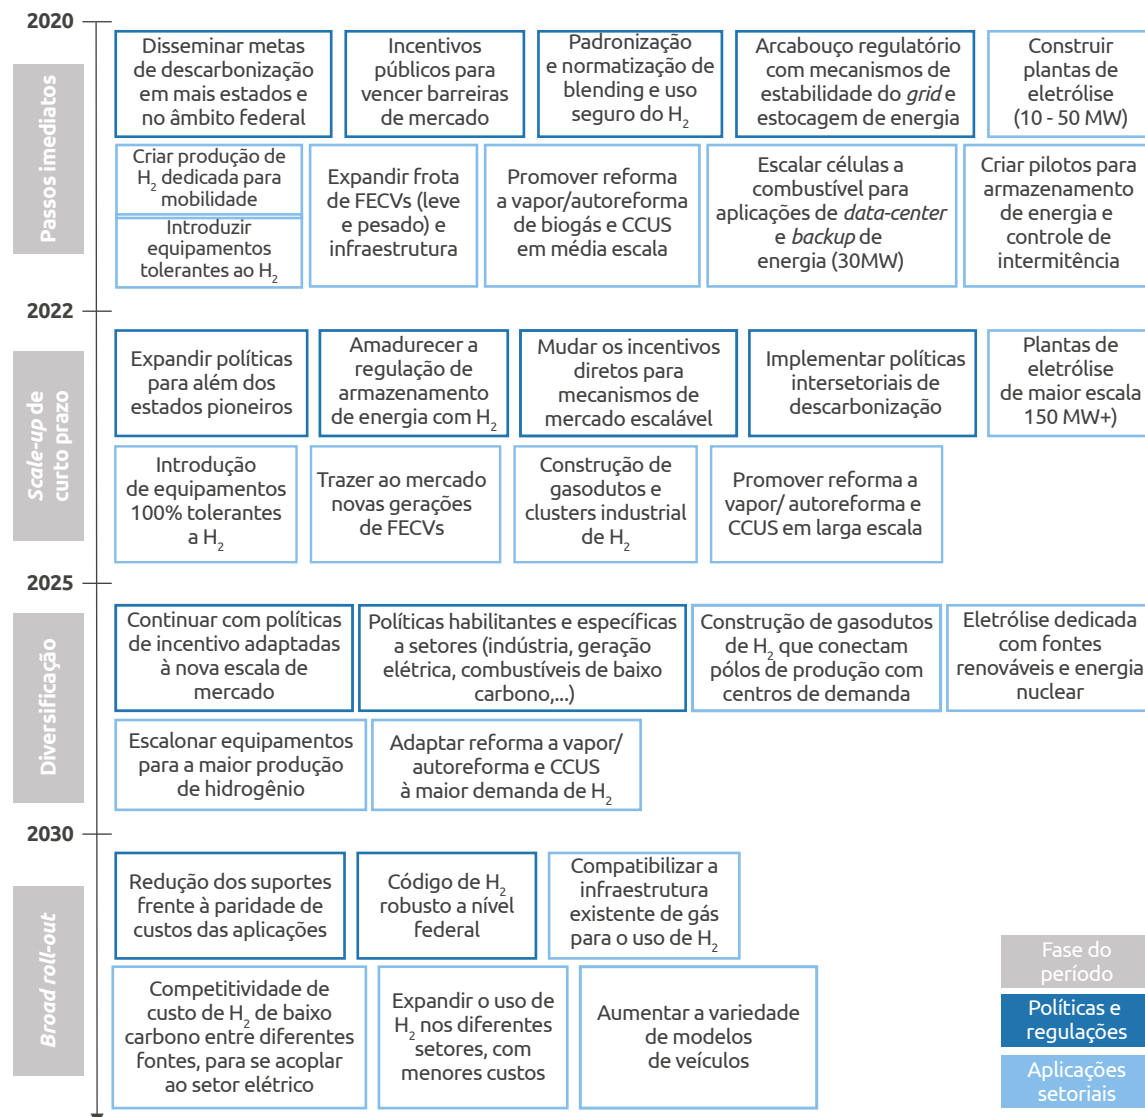 2020
Passos imediatos
Disseminar metas
de descarbonização
em mais estados e
no âmbito federal
Incentivos
públicos para
vencer barreiras
de mercado
Padronização
e normatização de
blending e uso
seguro do H₂
Arcabouço regulatório
com mecanismos de
estabilidade do grid e
estocagem de energia
Construir
plantas de
eletrólise
(10 - 50 MW)
Criar produção de
H₂ dedicada para
mobilidade
Introduzir
equipamentos
tolerantes ao H₂
Expandir frota
de FECVs (leve
e pesado) e
infraestrutura
Promover reforma
a vapor/autoreforma
de biogás e CCUS
em média escala
Escalar células a
combustível para
aplicações de data-center
e backup de
energia (30MW)
Criar pilotos para
armazenamento
de energia e
controle de
intermitência
2022
Scale-up de
curto prazo
Expandir políticas
para além dos
estados pioneiros
Amadurecer a
regulação de
armazenamento
de energia com H₂
Mudar os incentivos
diretos para
mecanismos de
mercado escalável
Implementar políticas
intersetoriais de
descarbonização
Plantas de
eletrólise
de maior escala
150 MW+)
Introdução
de equipamentos
100% tolerantes
a H₂
Trazer ao mercado
novas gerações
de FECVs
Construção de
gasodutos e
clusters industrial
de H₂
Promover reforma a
vapor/ autoreforma e
CCUS em larga escala
2025
Diversificação
Continuar com políticas
de incentivo adaptadas
à nova escala de
mercado
Políticas habilitantes e específicas
a setores (indústria, geração
elétrica, combustíveis de baixo
carbono,...)
Construção de gasodutos
de H₂ que conectam
pólos de produção com
centros de demanda
Eletrólise dedicada
com fontes
renováveis e energia
nuclear
Escalonar equipamentos
para a maior produção
de hidrogênio
Adaptar reforma a vapor/
autoreforma e CCUS
à maior demanda de H₂
2030
Broad roll-out
Redução dos suportes
frente à paridade de
custos das aplicações
Código de H₂
robusto a nível
federal
Compatibilizar a
infraestrutura
existente de gás
para o uso de H₂
Competitividade de
custo de H₂ de baixo
carbono entre diferentes
fontes, para se acoplar
ao setor elétrico
Expandir o uso de
H₂ nos diferentes
setores, com
menores custos
Aumentar a variedade
de modelos
de veículos
Fase do
período
Políticas e
regulações
Aplicações
setoriais